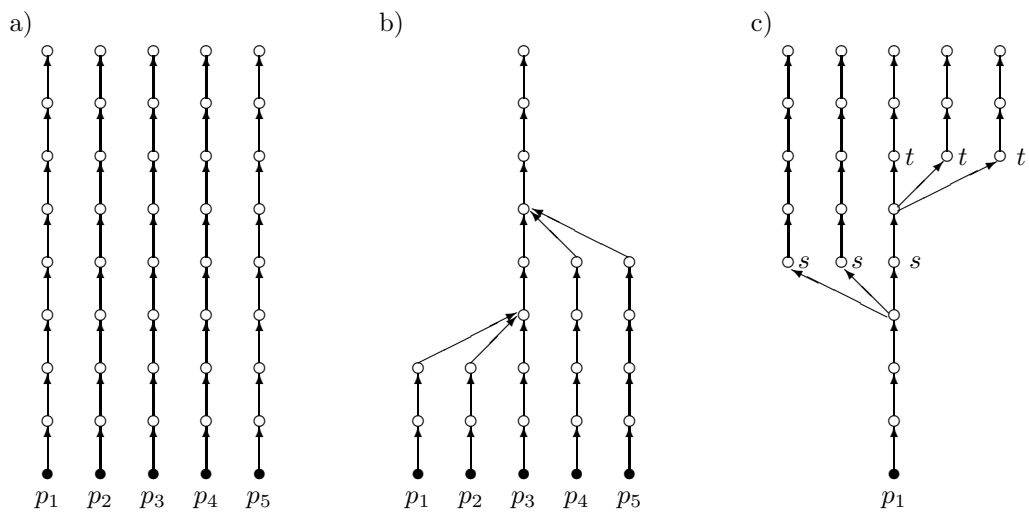 a)
b)
c)
t t t
s s s
p₁ p₂ p₃ p₄ p₅
p₁ p₂ p₃ p₄ p₅
p₁